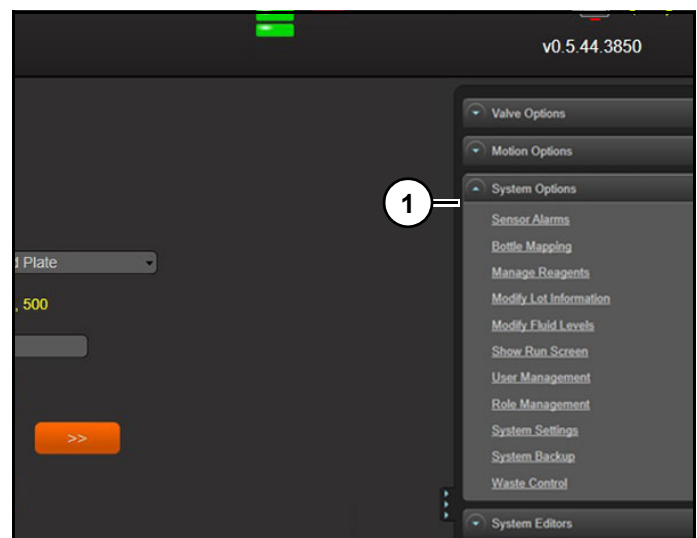 v0.5.44.3850
Valve Options
Motion Options
System Options
1
Sensor Alarms
Bottle Mapping
Manage Reagents
Modify Lot Information
Modify Fluid Levels
Show Run Screen
User Management
Role Management
System Settings
System Backup
Waste Control
System Editors
Plate
, 500
>>